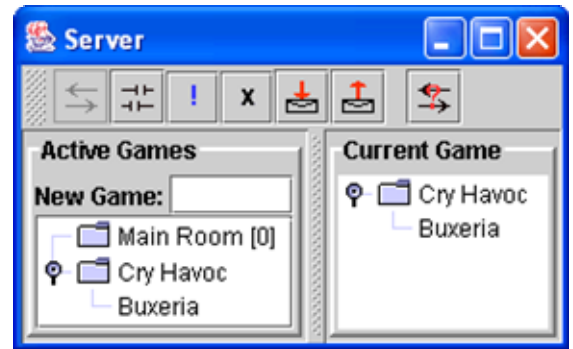 Server
! x ?
Active Games
New Game:
Main Room [0]
Cry Havoc
Buxeria
Current Game
Cry Havoc
Buxeria